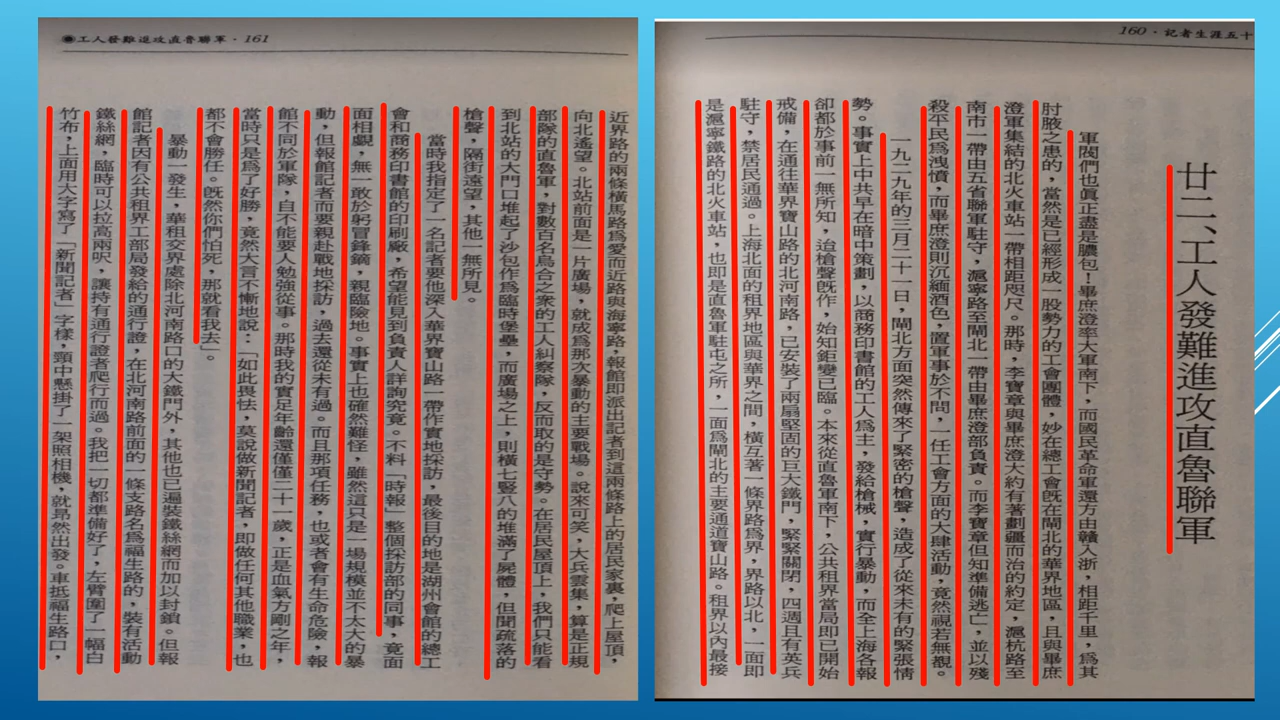 160．記者生涯五十
廿二、工人發難進攻直魯聯軍
軍閥們也眞正盡是膿包！畢庶澄率大軍南下，而國民革命軍還方由贛入浙，相距千里，爲其
肘腋之患的，當然是已經形成一股勢力的工會團體，妙在總工會旣在閘北的華界地區，且與畢庶
澄軍集結的北火車站一帶相距咫尺。那時，李寶章與畢庶澄大約有著劃疆而治的約定，滬杭路至
南市一帶由五省聯軍駐守，滬寧路至閘北一帶由畢庶澄部負責。而李寶章但知準備逃亡，並以殘
殺平民爲洩憤，而畢庶澄則沉緬酒色，置軍事於不問，一任工會方面的大肆活動，竟然視若無覩。
一九二九年的三月二十一日，閘北方面突然傳來了緊密的槍聲，造成了從來未有的緊張情
勢。事實上中共早在暗中策劃，以商務印書館的工人爲主，發給槍械，實行暴動，而全上海各報
卻都於事前一無所知，迨槍聲旣作，始知鉅變已臨。本來從直魯軍南下，公共租界當局即已開始
戒備，在通往華界寶山路的北河南路，已安裝了兩扇堅固的巨大鐵門，緊緊關閉，四週且有英兵
駐守，禁居民通過。上海北面的租界地區與華界之間，橫互著一條界路爲界，界路以北，一面即
是滬寧鐵路的北火車站，也即是直魯軍駐屯之所，一面爲閘北的主要通道寶山路。租界以內最接
◉工人發難進攻直魯聯軍．161
近界路的兩條橫馬路爲愛而近路與海寧路，報館即派出記者到這兩條路上的居民家裏，爬上屋頂，
向北遙望。北站前面是一片廣場，就成爲那次暴動的主要戰場。說來可笑，大兵雲集，算是正規
部隊的直魯軍，對數百名烏合之衆的工人糾察隊，反而取的是守勢。在居民屋頂上，我們只能看
到北站的大門口堆起了沙包作爲臨時堡壘，而廣場之上，則橫七竪八的堆滿了屍體，但聞疏落的
槍聲，隔街遠望，其他一無所見。
當時我指定了一名記者要他深入華界寶山路一帶作實地採訪，最後目的地是湖州會館的總工
會和商務印書館的印刷廠，希望能見到負責人詳詢究竟。不料，「時報」整個採訪部的同事，竟面
面相覷，無一敢於躬冒鋒鏑，親臨險地。事實上也確然難怪，雖然這只是一場規模並不太大的暴
動，但報館記者而要親赴戰地採訪，過去還從未有過。而且那項任務，也或者會有生命危險，報
館不同於軍隊，自不能要人勉強從事。那時我的實足年齡還僅僅二十一歲，正是血氣方剛之年，
當時只是爲了好勝，竟然大言不慚地說：「如此畏怯，莫說做新聞記者，即做任何其他職業，也
都不會勝任。旣然你們怕死，那就看我去」。
暴動一發生，華租交界處除北河南路口的大鐵門外，其他也已遍裝鐵絲網而加以封鎖。但報
館記者因有公共租界工部局發給的通行證，在北河南路前面的一條支路名爲福生路的，裝有活動
鐵絲網，臨時可以拉高兩呎，讓持有通行證者爬行而過。我把一切都準備好了，左臂圍了一幅白
竹布，上面用大字寫了「新聞記者」字樣，頸中懸掛了一架照相機，就昂然出發。車抵福生路口，